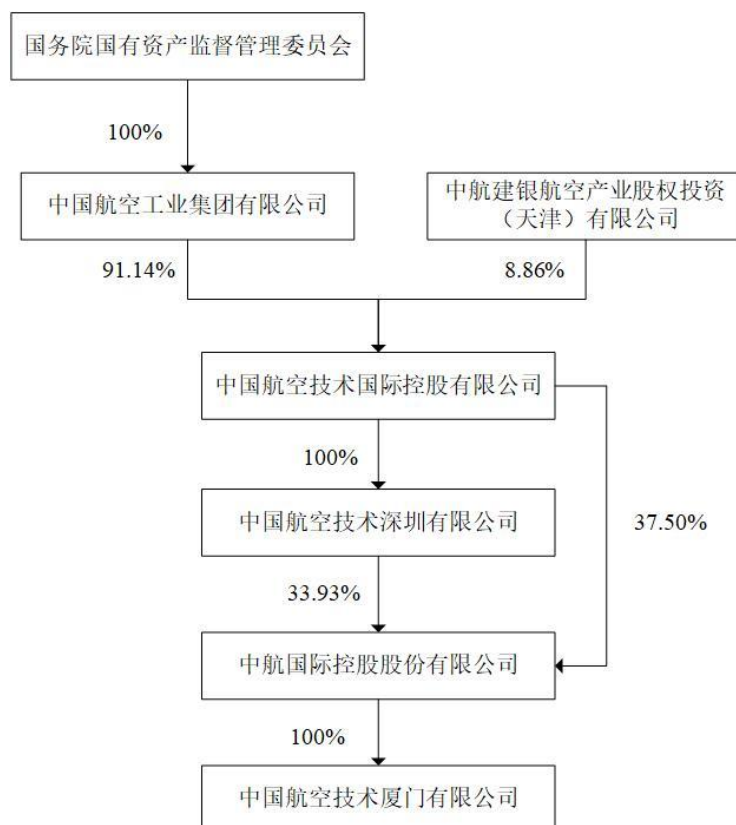 国务院国有资产监督管理委员会
100%
中国航空工业集团有限公司
中航建银航空产业股权投资
（天津）有限公司
91.14%
8.86%
中国航空技术国际控股有限公司
100%
中国航空技术深圳有限公司
37.50%
33.93%
中航国际控股股份有限公司
100%
中国航空技术厦门有限公司